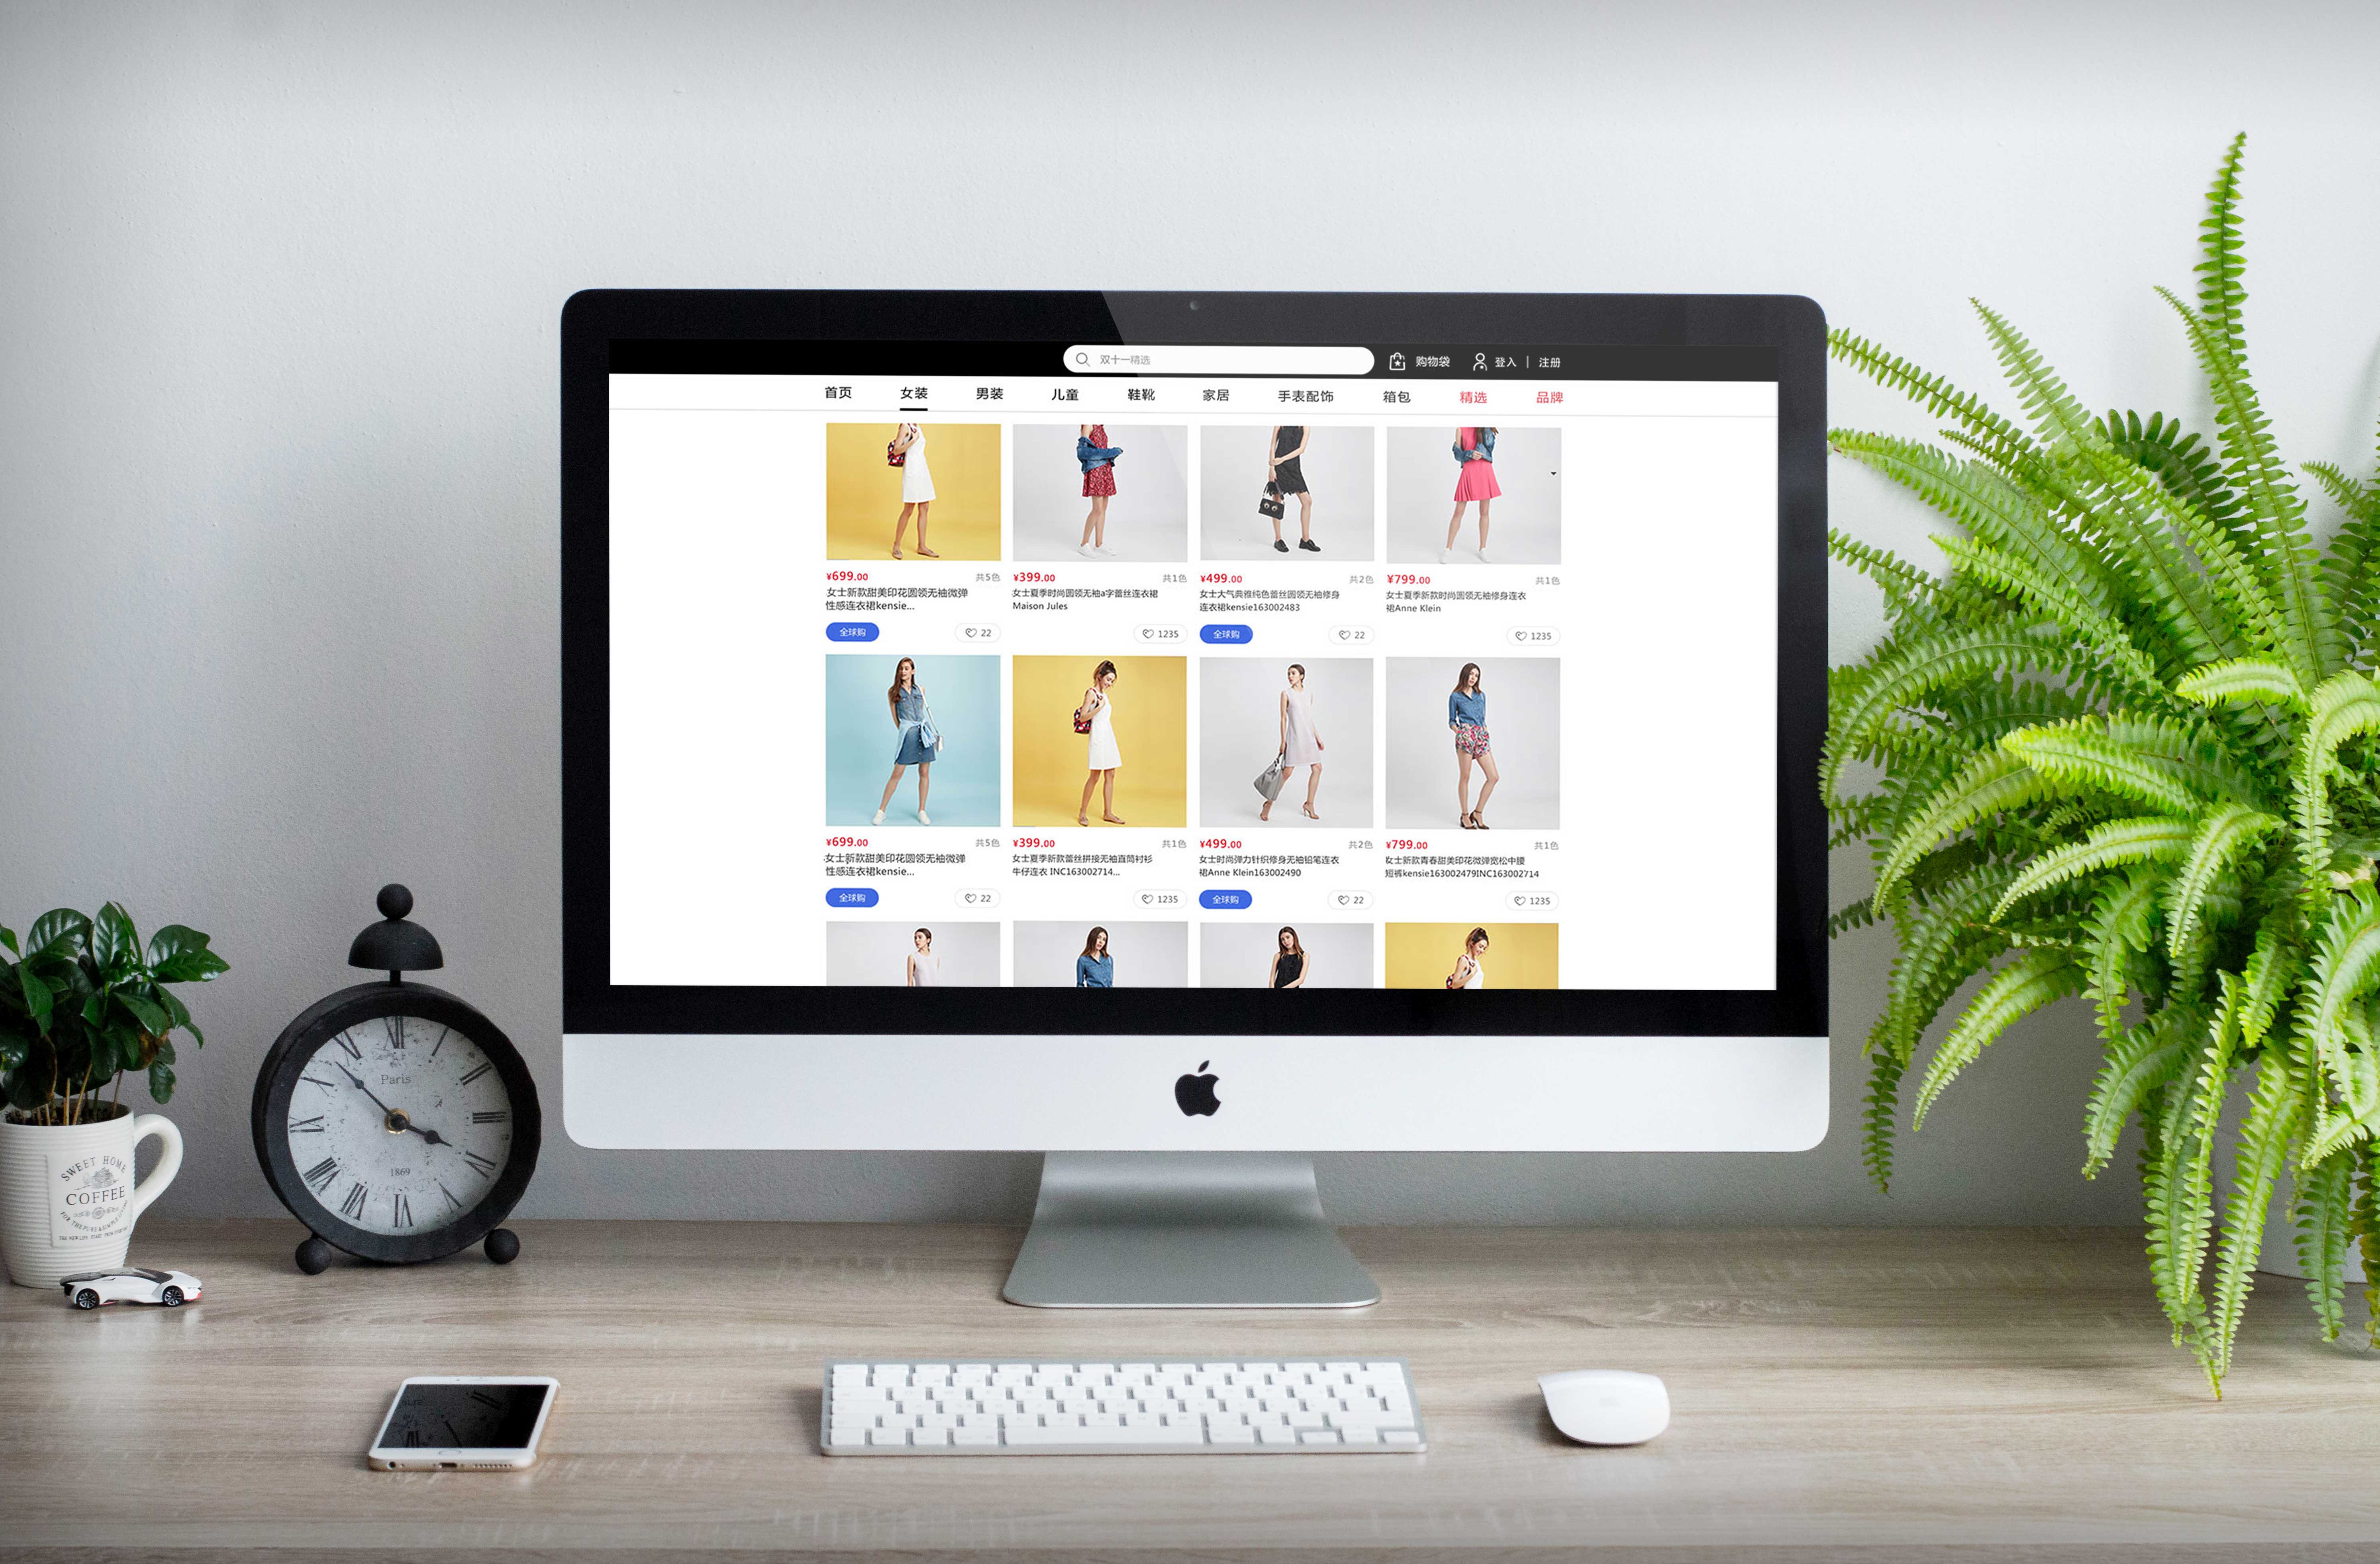 双十一精选
购物袋
登入 | 注册
首页 女装 男装 儿童 鞋靴 家居 手表配饰 箱包 精选 品牌
¥699.00 共5色
女士新款甜美印花圆领无袖微弹
性感连衣裙kensie...
全球购 22
¥399.00 共1色
女士夏季时尚圆领无袖a字蕾丝连衣裙
Maison Jules
1235
¥499.00 共2色
女士大气典雅纯色蕾丝圆领无袖修身
连衣裙kensie163002483
全球购 22
¥799.00 共1色
女士夏季新款时尚圆领无袖修身连衣
裙Anne Klein
1235
¥699.00 共5色
女士新款甜美印花圆领无袖微弹
性感连衣裙kensie...
全球购 22
¥399.00 共1色
女士夏季新款蕾丝拼接无袖直筒衬衫
牛仔连衣 INC163002714...
1235
¥499.00 共2色
女士时尚弹力针织修身无袖铅笔连衣
裙Anne Klein163002490
全球购 22
¥799.00 共1色
女士新款青春甜美印花微弹宽松中腰
短裤kensie163002479INC163002714
1235
Paris
1869
SWEET HOME
COFFEE